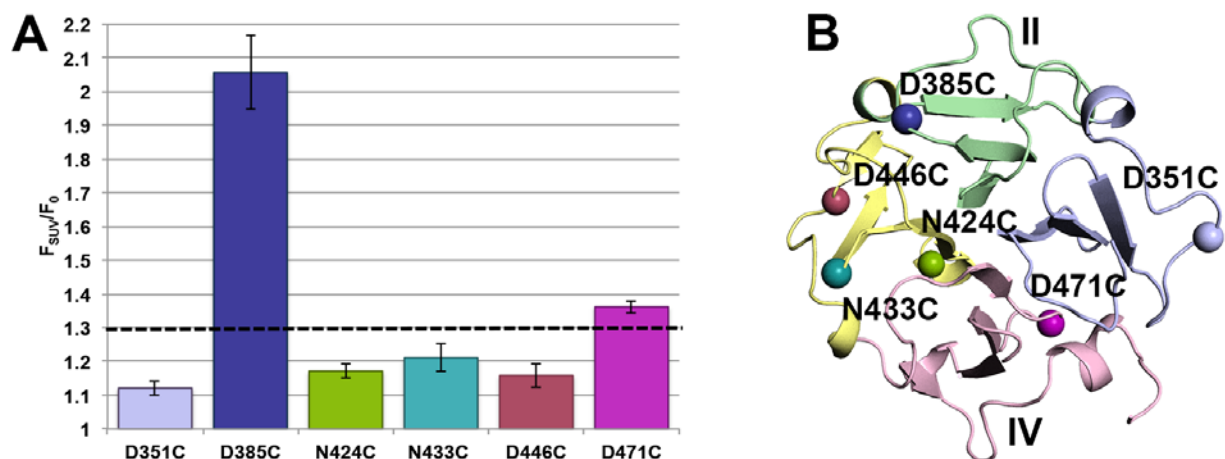 A
F_SUV/F_0
2.2
2.1
2
1.9
1.8
1.7
1.6
1.5
1.4
1.3
1.2
1.1
1
D351C D385C N424C N433C D446C D471C
B
II
D385C
D446C
D351C
N424C
D471C
N433C
IV